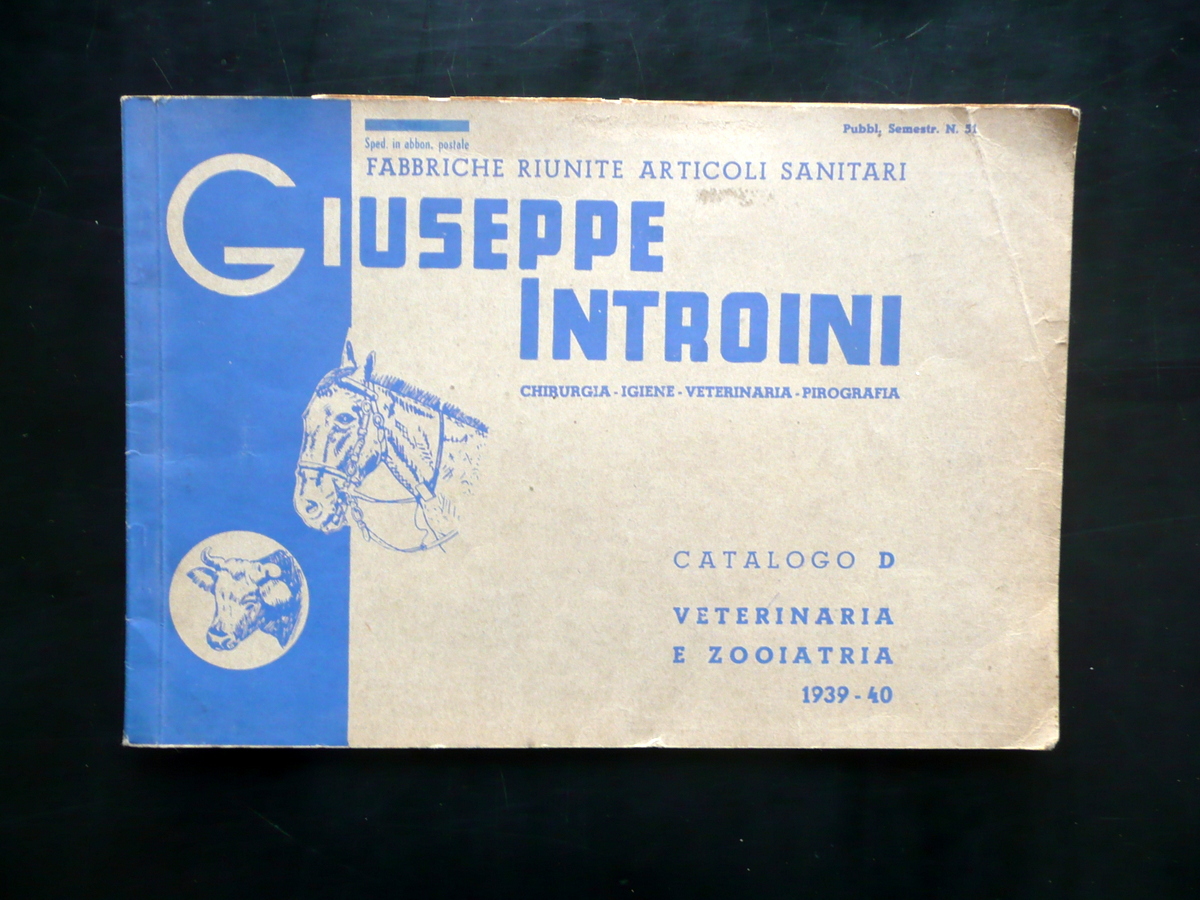 Pubbl. Semestr. N. 51
Sped. in abbon. postale
FABBRICHE RIUNITE ARTICOLI SANITARI
GIUSEPPE
INTROINI
CHIRURGIA - IGIENE - VETERINARIA - PIROGRAFIA
CATALOGO D
VETERINARIA
E ZOOIATRIA
1939 - 40